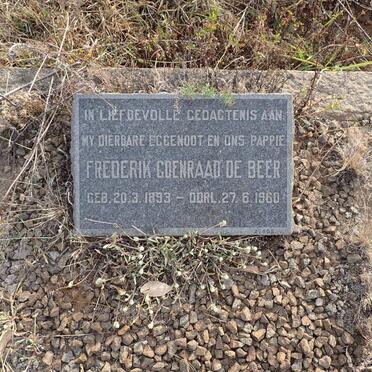 IN LIEFDEVOLLE GEDAGTENIS AAN
MY DIERBARE EGGENOOT EN ONS PAPPIE
FREDERIK COENRAAD DE BEER
GEB. 20.3. 1893 – OORL. 27. 6. 1960